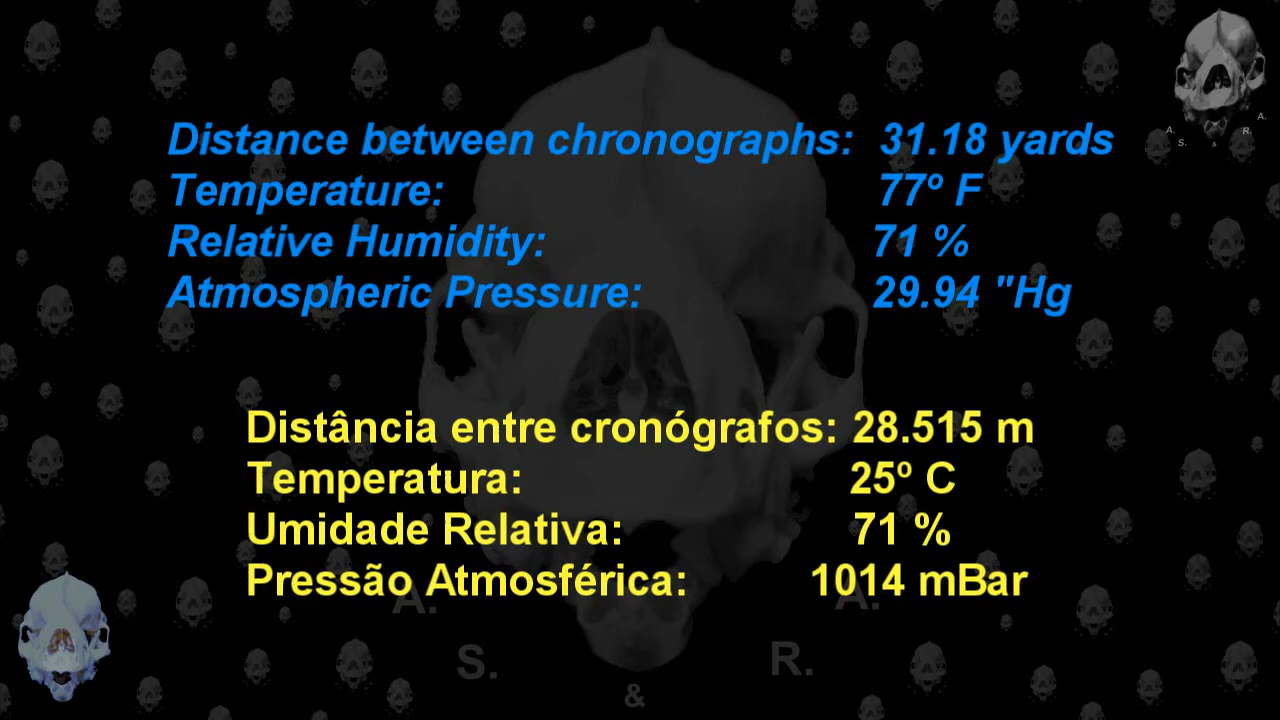 Distance between chronographs: 31.18 yards
Temperature: 77º F
Relative Humidity: 71 %
Atmospheric Pressure: 29.94 "Hg
Distância entre cronógrafos: 28.515 m
Temperatura: 25º C
Umidade Relativa: 71 %
Pressão Atmosférica: 1014 mBar
A. A.
S. R.
&
A. A.
S. R.
&